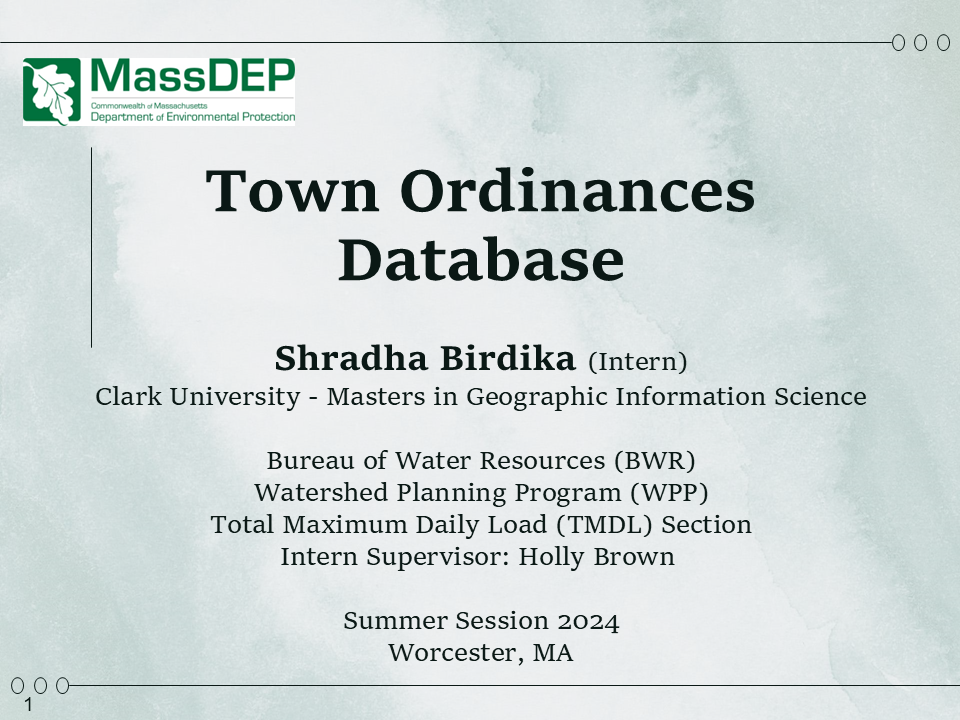 MassDEP
Commonwealth of Massachusetts
Department of Environmental Protection
Town Ordinances
Database
Shradha Birdika (Intern)
Clark University - Masters in Geographic Information Science
Bureau of Water Resources (BWR)
Watershed Planning Program (WPP)
Total Maximum Daily Load (TMDL) Section
Intern Supervisor: Holly Brown
Summer Session 2024
Worcester, MA
1